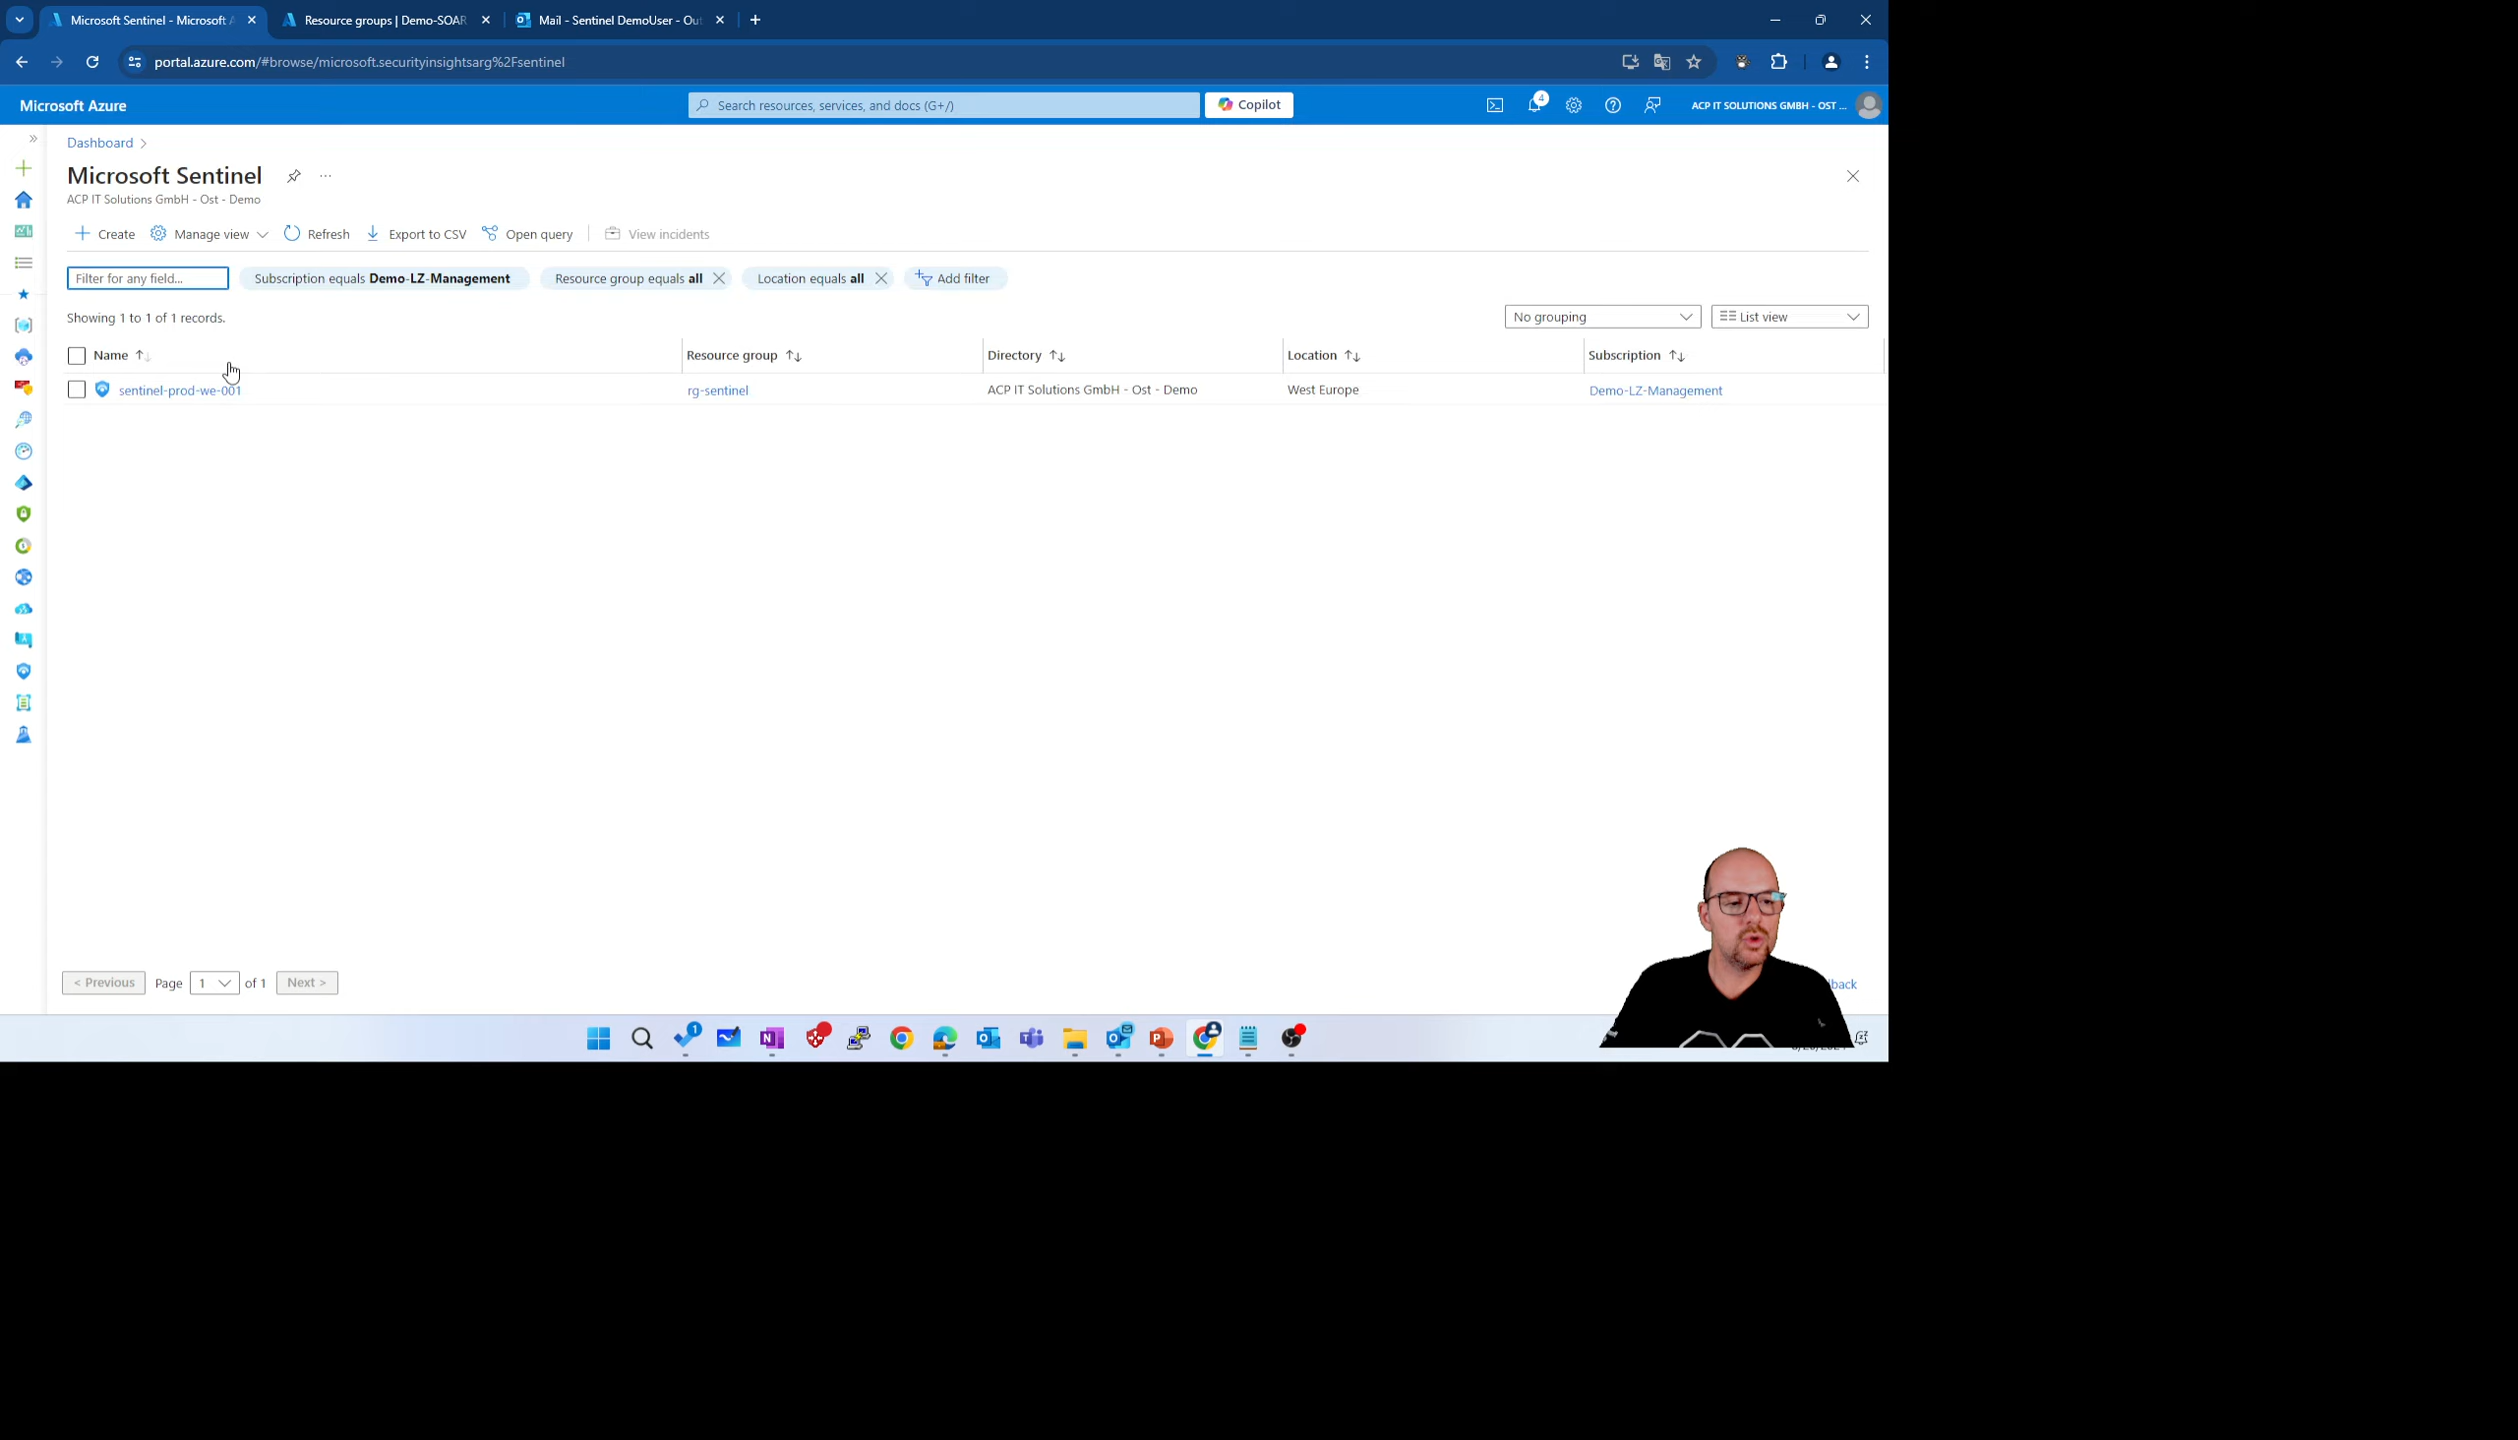 Microsoft Sentinel - Microsoft A
Resource groups | Demo-SOAR
Mail - Sentinel DemoUser - Out
portal.azure.com/#browse/microsoft.securityinsightsarg%2Fsentinel
Microsoft Azure
Search resources, services, and docs (G+/)
Copilot
4
ACP IT SOLUTIONS GMBH - OST ...
Dashboard
Microsoft Sentinel
ACP IT Solutions GmbH - Ost - Demo
Create
Manage view
Refresh
Export to CSV
Open query
View incidents
Filter for any field...
Subscription equals Demo-LZ-Management
Resource group equals all
Location equals all
Add filter
Showing 1 to 1 of 1 records.
No grouping
List view
Name
Resource group
Directory
Location
Subscription
sentinel-prod-we-001
rg-sentinel
ACP IT Solutions GmbH - Ost - Demo
West Europe
Demo-LZ-Management
< Previous
Page
1
of 1
Next >
back
1